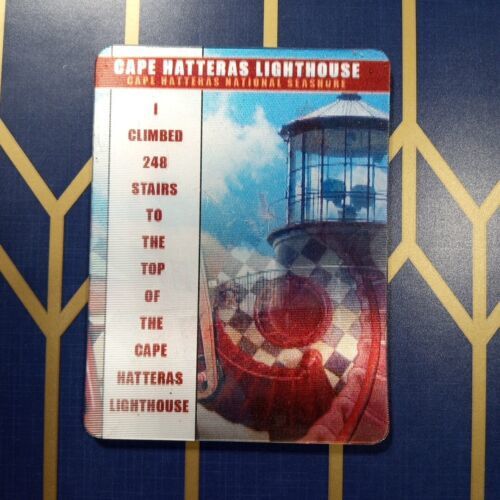 CAPE HATTERAS LIGHTHOUSE
CAPE HATTERAS NATIONAL SEASHORE
I
CLIMBED
248
STAIRS
TO
THE
TOP
OF
THE
CAPE
HATTERAS
LIGHTHOUSE